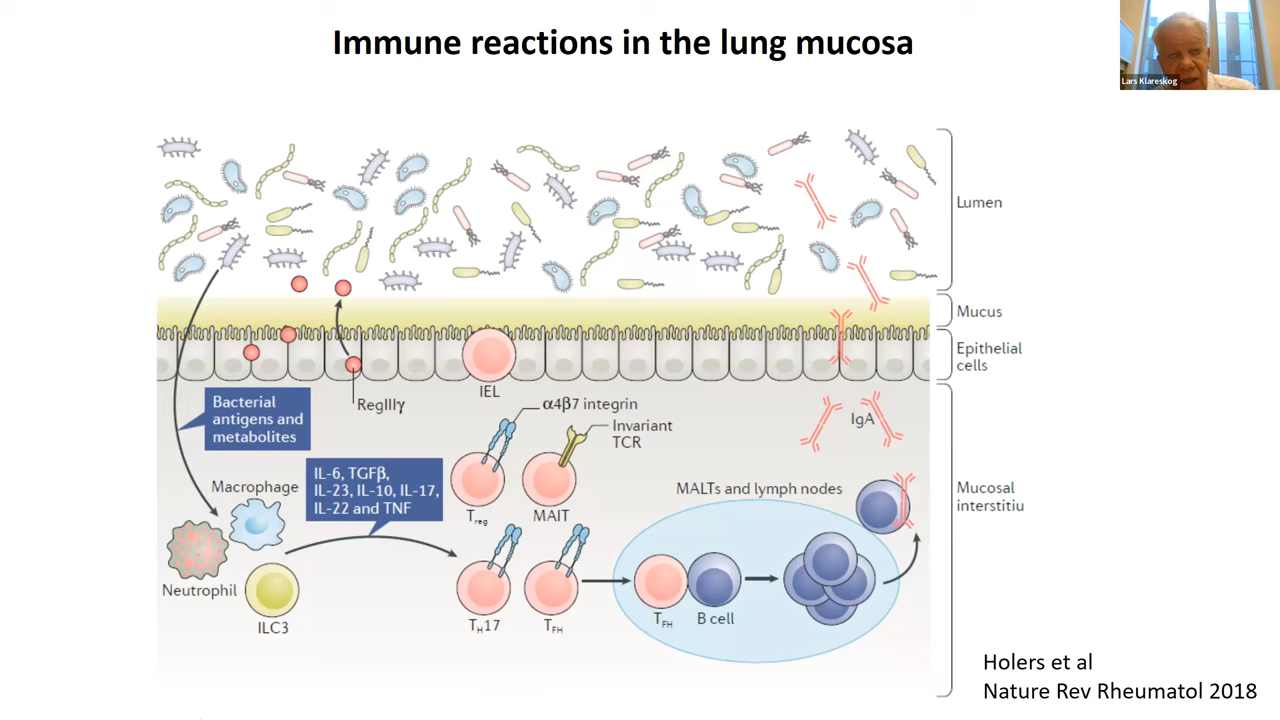 Immune reactions in the lung mucosa
Lars Klareskog
Lumen
Mucus
Epithelial
cells
RegIIIγ
IEL
Bacterial
antigens and
metabolites
α4β7 integrin
Invariant
TCR
IgA
IL-6, TGFβ,
IL-23, IL-10, IL-17,
IL-22 and TNF
Macrophage
Treg
MAIT
MALTs and lymph nodes
Mucosal
interstitiu
Neutrophil
ILC3
TH17
TFH
TFH
B cell
Holers et al
Nature Rev Rheumatol 2018